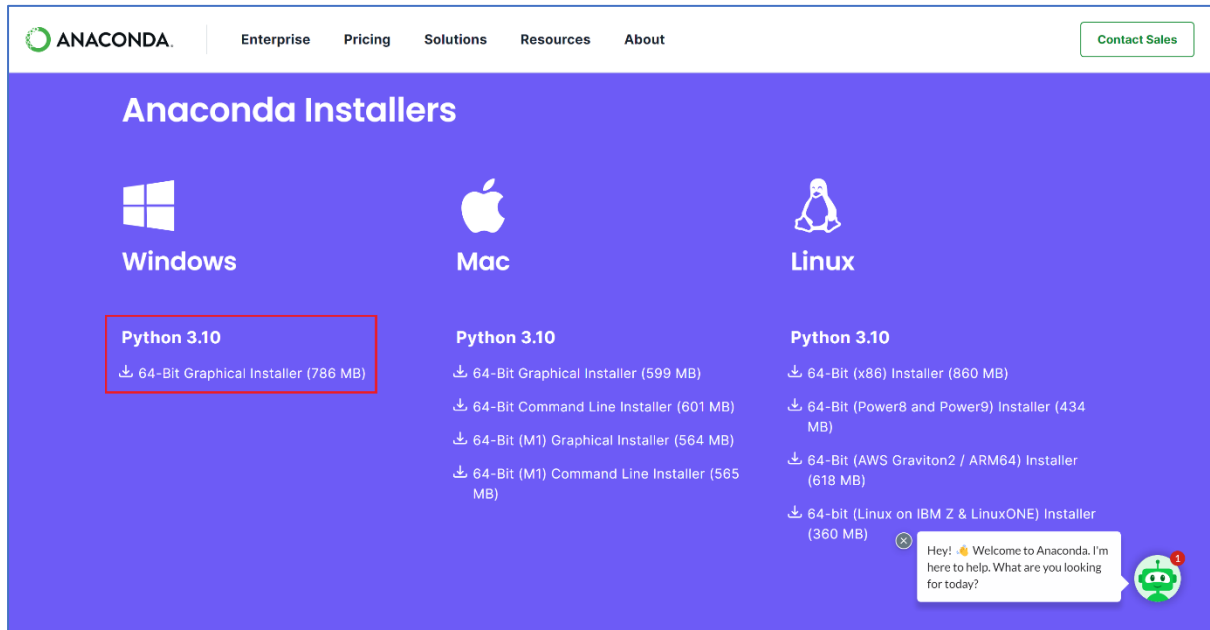 ANACONDA.
Enterprise
Pricing
Solutions
Resources
About
Contact Sales
Anaconda Installers
Windows
Python 3.10
64-Bit Graphical Installer (786 MB)
Mac
Python 3.10
64-Bit Graphical Installer (599 MB)
64-Bit Command Line Installer (601 MB)
64-Bit (M1) Graphical Installer (564 MB)
64-Bit (M1) Command Line Installer (565
MB)
Linux
Python 3.10
64-Bit (x86) Installer (860 MB)
64-Bit (Power8 and Power9) Installer (434
MB)
64-Bit (AWS Graviton2 / ARM64) Installer
(618 MB)
64-bit (Linux on IBM Z & LinuxONE) Installer
(360 MB)
Hey! 👋 Welcome to Anaconda. I'm
here to help. What are you looking
for today?
1